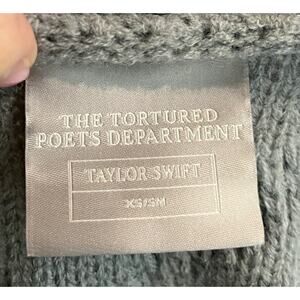 THE TORTURED
POETS DEPARTMENT
TAYLOR SWIFT
XS/SM